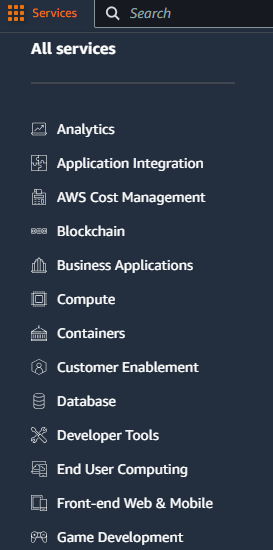 Services
Search
All services
Analytics
Application Integration
AWS Cost Management
Blockchain
Business Applications
Compute
Containers
Customer Enablement
Database
Developer Tools
End User Computing
Front-end Web & Mobile
Game Development